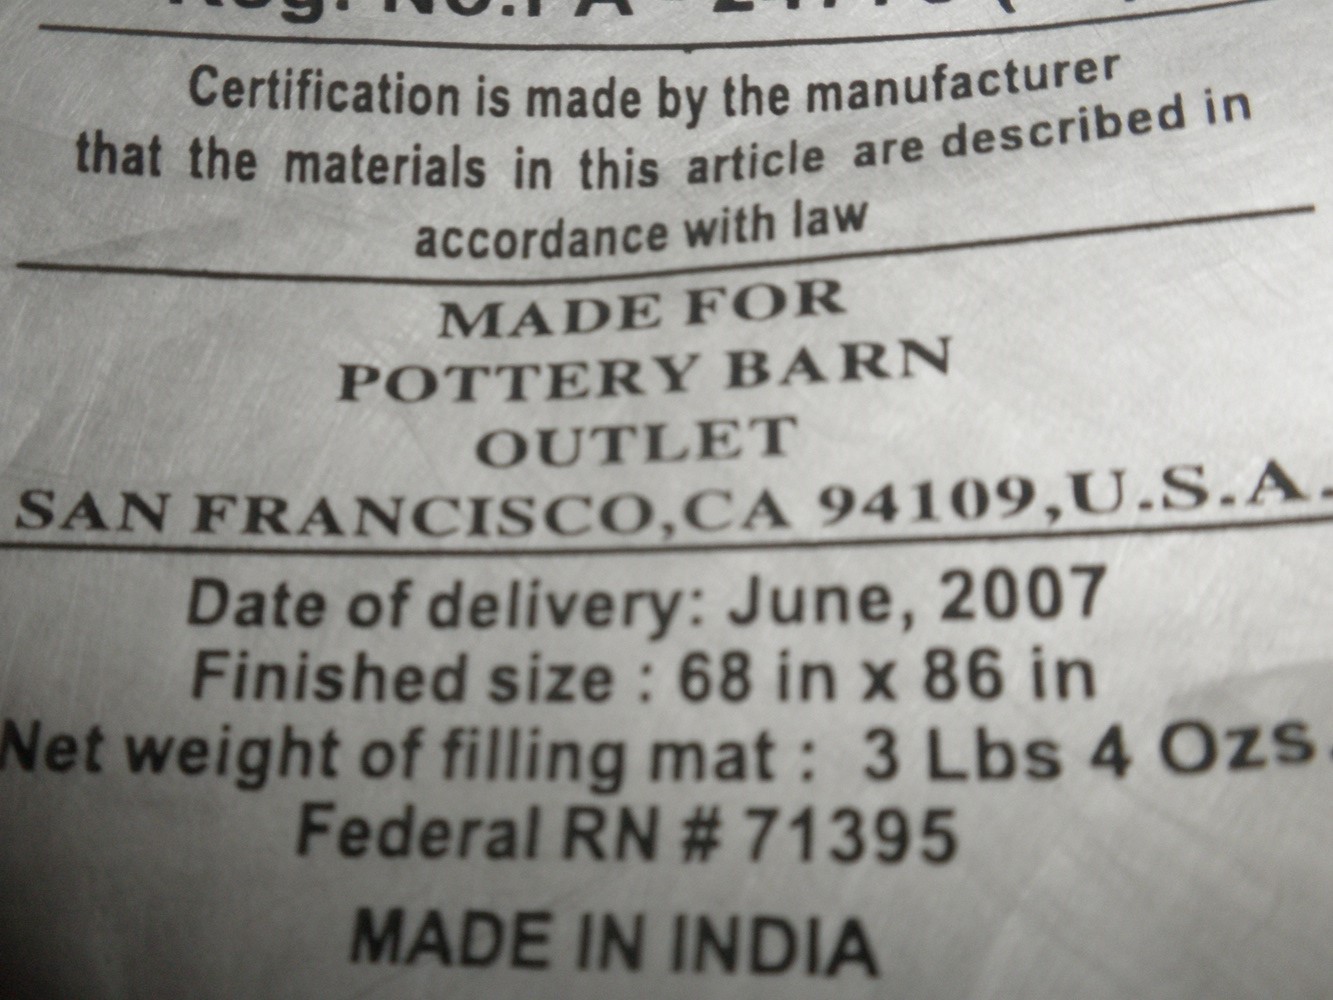 Certification is made by the manufacturer
that the materials in this article are described in
accordance with law
MADE FOR
POTTERY BARN
OUTLET
SAN FRANCISCO,CA 94109,U.S.A.
Date of delivery: June, 2007
Finished size : 68 in x 86 in
Net weight of filling mat : 3 Lbs 4 Ozs.
Federal RN # 71395
MADE IN INDIA